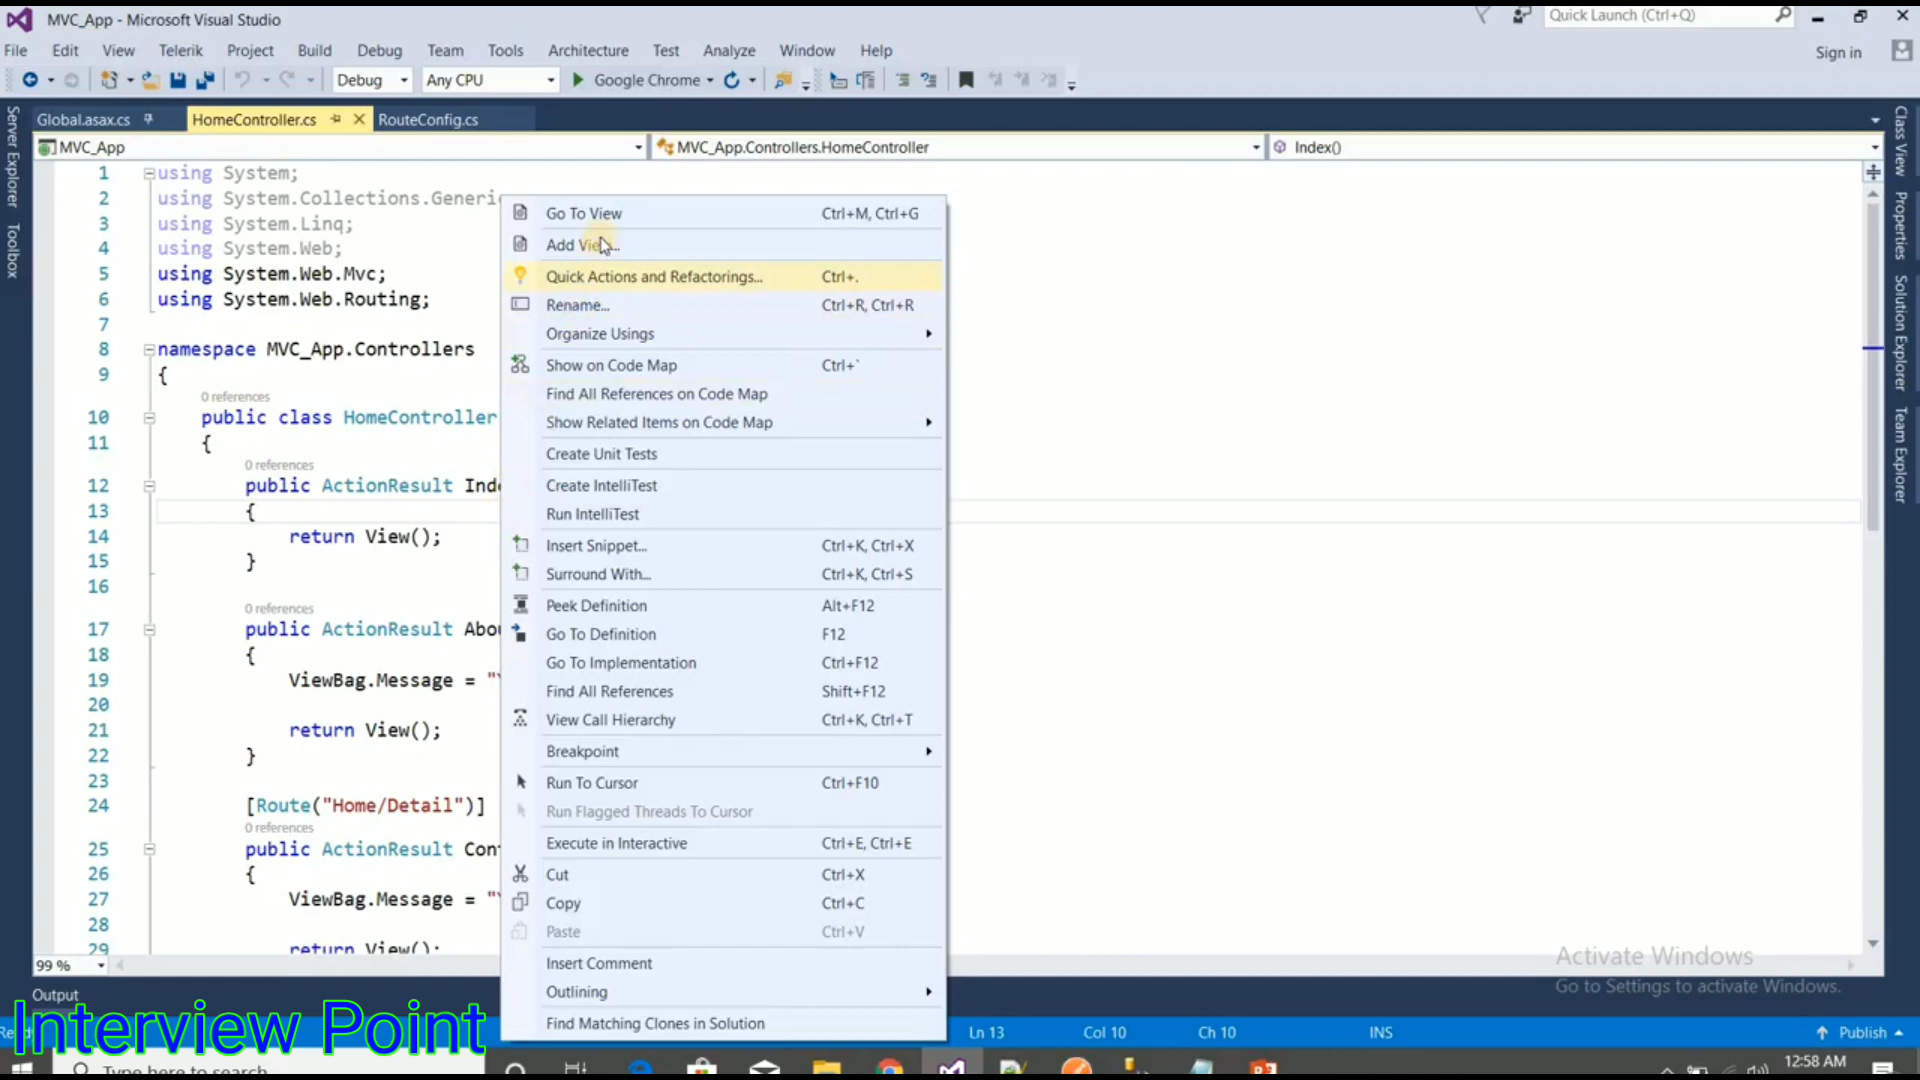 MVC_App - Microsoft Visual Studio
Quick Launch (Ctrl+Q)
File Edit View Telerik Project Build Debug Team Tools Architecture Test Analyze Window Help
Sign in
Debug Any CPU Google Chrome
Global.asax.cs HomeController.cs RouteConfig.cs
MVC_App MVC_App.Controllers.HomeController Index()
Server Explorer
Toolbox
Class View
Properties
Solution Explorer
Team Explorer
1 using System;
2 using System.Collections.Generic
3 using System.Linq;
4 using System.Web;
5 using System.Web.Mvc;
6 using System.Web.Routing;
7
8 namespace MVC_App.Controllers
9 {
0 references
10 public class HomeController
11 {
0 references
12 public ActionResult Inde
13 {
14 return View();
15 }
16
0 references
17 public ActionResult Abou
18 {
19 ViewBag.Message = "Y
20
21 return View();
22 }
23
24 [Route("Home/Detail")]
0 references
25 public ActionResult Cont
26 {
27 ViewBag.Message = "Y
28
29 return View();
Go To View Ctrl+M, Ctrl+G
Add View...
Quick Actions and Refactorings... Ctrl+.
Rename... Ctrl+R, Ctrl+R
Organize Usings
Show on Code Map Ctrl+`
Find All References on Code Map
Show Related Items on Code Map
Create Unit Tests
Create IntelliTest
Run IntelliTest
Insert Snippet... Ctrl+K, Ctrl+X
Surround With... Ctrl+K, Ctrl+S
Peek Definition Alt+F12
Go To Definition F12
Go To Implementation Ctrl+F12
Find All References Shift+F12
View Call Hierarchy Ctrl+K, Ctrl+T
Breakpoint
Run To Cursor Ctrl+F10
Run Flagged Threads To Cursor
Execute in Interactive Ctrl+E, Ctrl+E
Cut Ctrl+X
Copy Ctrl+C
Paste Ctrl+V
Insert Comment
Outlining
Find Matching Clones in Solution
99 %
Activate Windows
Go to Settings to activate Windows.
Output
Interview Point
Ln 13 Col 10 Ch 10 INS Publish
Type here to search
12:58 AM